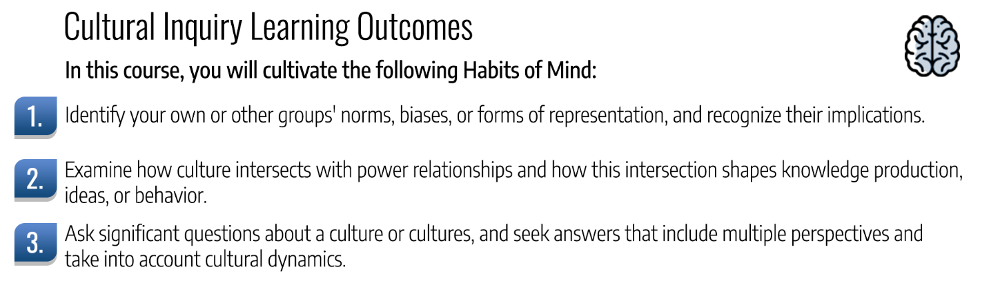 Cultural Inquiry Learning Outcomes
In this course, you will cultivate the following Habits of Mind:
1. Identify your own or other groups' norms, biases, or forms of representation, and recognize their implications.
2. Examine how culture intersects with power relationships and how this intersection shapes knowledge production,
ideas, or behavior.
3. Ask significant questions about a culture or cultures, and seek answers that include multiple perspectives and
take into account cultural dynamics.